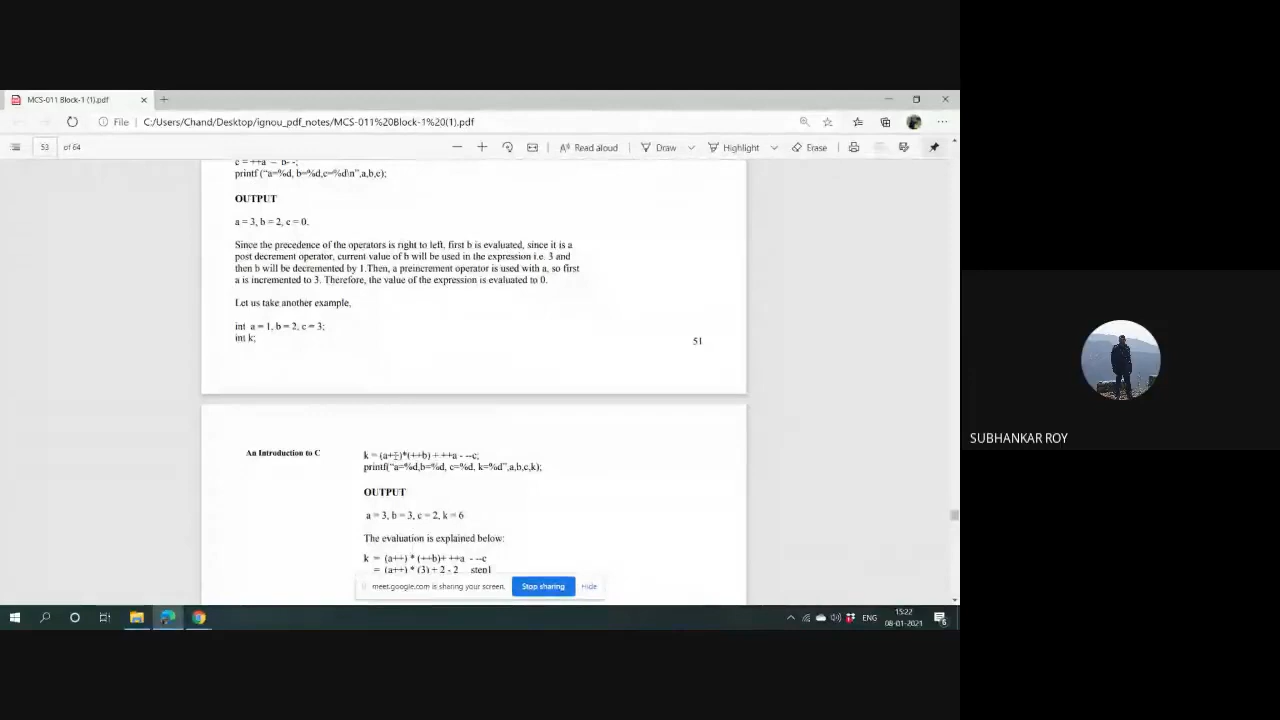 MCS-011 Block-1 (1).pdf
File
C:/Users/Chand/Desktop/ignou_pdf_notes/MCS-011%20Block-1%20(1).pdf
53 of 64
Read aloud
Draw
Highlight
Erase
c = ++a – b- -;
printf (“a=%d, b=%d,c=%d\n”,a,b,c);
OUTPUT
a = 3, b = 2, c = 0.
Since the precedence of the operators is right to left, first b is evaluated, since it is a
post decrement operator, current value of b will be used in the expression i.e. 3 and
then b will be decremented by 1.Then, a preincrement operator is used with a, so first
a is incremented to 3. Therefore, the value of the expression is evaluated to 0.
Let us take another example,
int a = 1, b = 2, c = 3;
int k;
51
An Introduction to C
k = (a++)*(++b) + ++a - --c;
printf(“a=%d,b=%d, c=%d, k=%d”,a,b,c,k);
OUTPUT
a = 3, b = 3, c = 2, k = 6
The evaluation is explained below:
k = (a++) * (++b)+ ++a - --c
= (a++) * (3) + 2 - 2 step1
meet.google.com is sharing your screen.
Stop sharing
Hide
ENG
15:22
08-01-2021
SUBHANKAR ROY